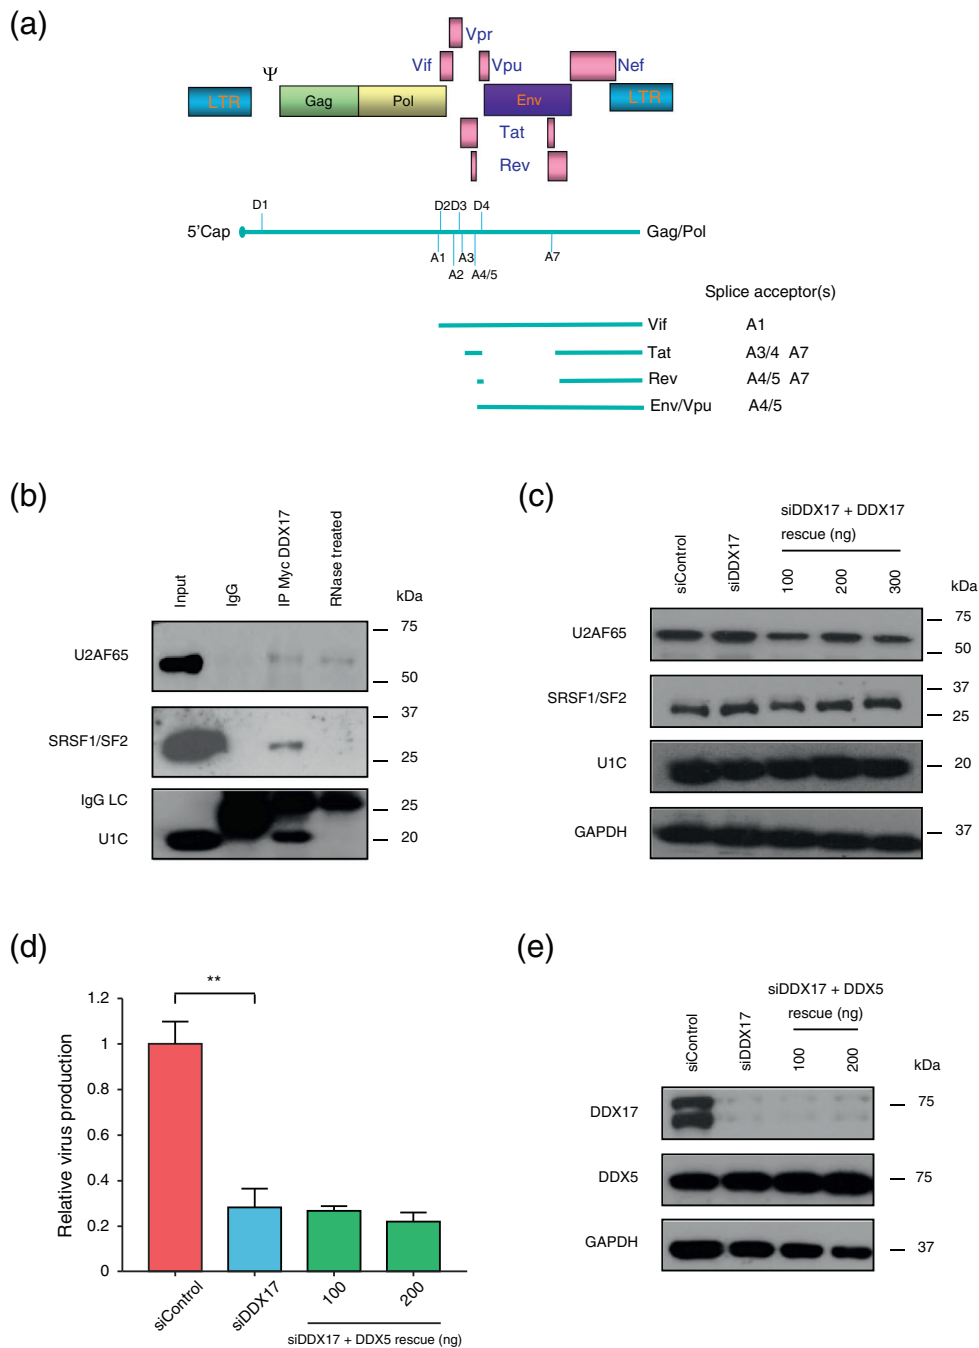 (a)
Vpr
Vif
Vpu
Nef
Ψ
LTR
Gag
Pol
Env
LTR
Tat
Rev
D1
D2D3
D4
5'Cap
Gag/Pol
A1
A2
A3
A4/5
A7
Splice acceptor(s)
Vif A1
Tat A3/4 A7
Rev A4/5 A7
Env/Vpu A4/5
(b)
Input
IgG
IP Myc DDX17
RNase treated
kDa
U2AF65
75
50
SRSF1/SF2
37
25
IgG LC
25
U1C
20
(c)
siControl
siDDX17
siDDX17 + DDX17
rescue (ng)
100
200
300
kDa
U2AF65
75
50
SRSF1/SF2
37
25
U1C
20
GAPDH
37
(d)
**
Relative virus production
1.2
1
0.8
0.6
0.4
0.2
0
siControl
siDDX17
100
200
siDDX17 + DDX5 rescue (ng)
(e)
siControl
siDDX17
siDDX17 + DDX5
rescue (ng)
100
200
kDa
DDX17
75
DDX5
75
GAPDH
37